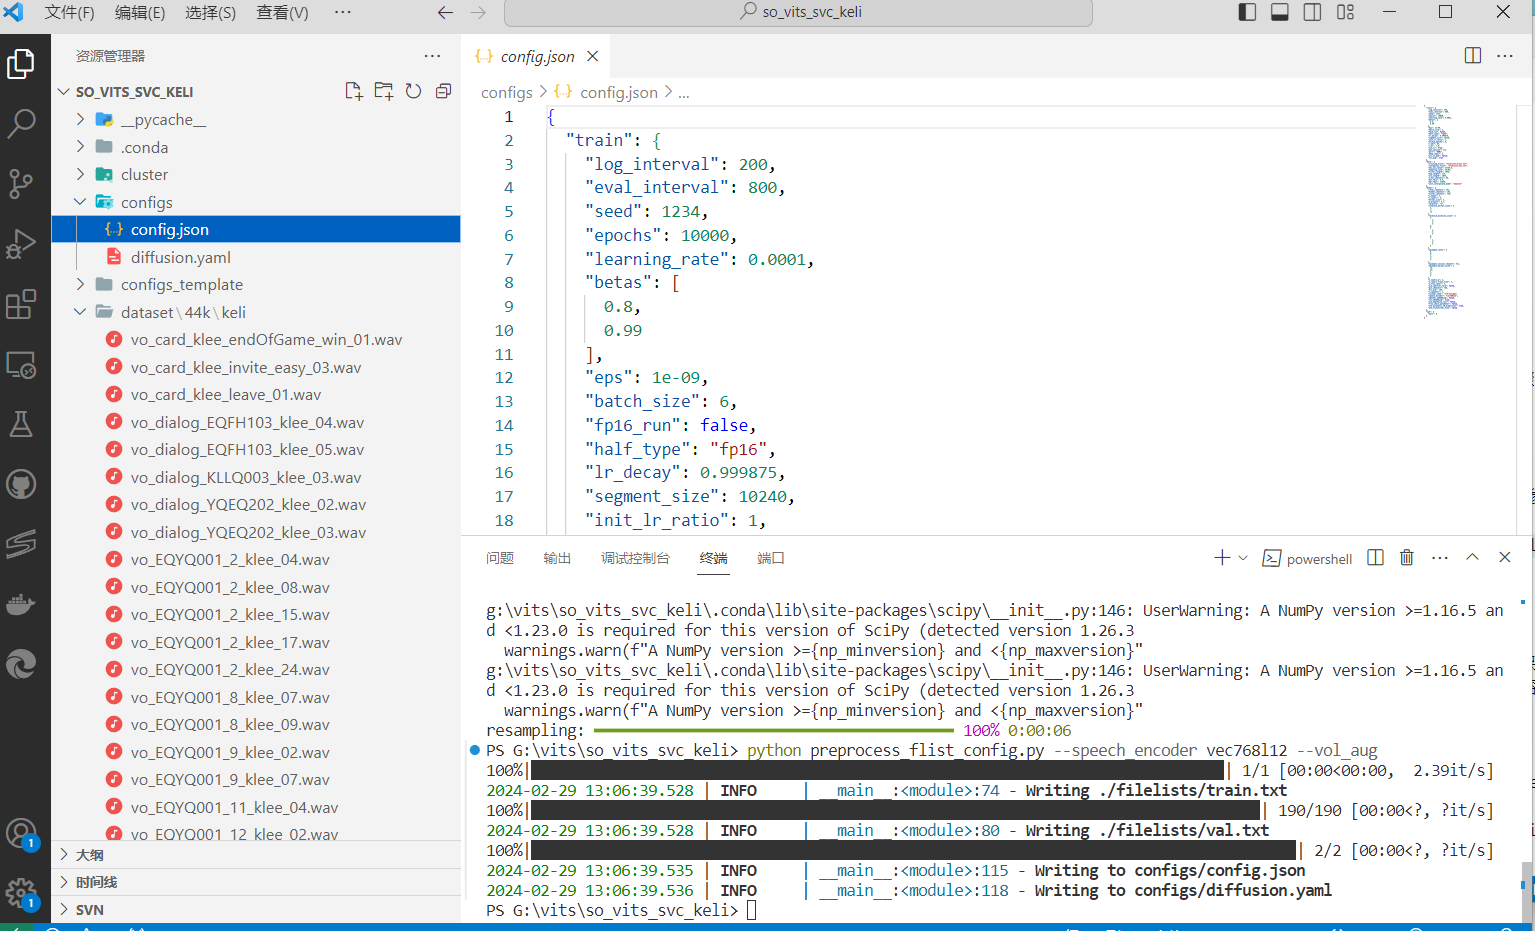 文件(F) 编辑(E) 选择(S) 查看(V) ··· so_vits_svc_keli
资源管理器 ···
SO_VITS_SVC_KELI
__pycache__
.conda
cluster
configs
config.json
diffusion.yaml
configs_template
dataset\44k\keli
vo_card_klee_endOfGame_win_01.wav
vo_card_klee_invite_easy_03.wav
vo_card_klee_leave_01.wav
vo_dialog_EQFH103_klee_04.wav
vo_dialog_EQFH103_klee_05.wav
vo_dialog_KLLQ003_klee_03.wav
vo_dialog_YQEQ202_klee_02.wav
vo_dialog_YQEQ202_klee_03.wav
vo_EQYQ001_2_klee_04.wav
vo_EQYQ001_2_klee_08.wav
vo_EQYQ001_2_klee_15.wav
vo_EQYQ001_2_klee_17.wav
vo_EQYQ001_2_klee_24.wav
vo_EQYQ001_8_klee_07.wav
vo_EQYQ001_8_klee_09.wav
vo_EQYQ001_9_klee_02.wav
vo_EQYQ001_9_klee_07.wav
vo_EQYQ001_11_klee_04.wav
vo_EQYQ001_12_klee_02.wav
大纲
时间线
SVN
1
1
{..} config.json
configs > {..} config.json > ...
1 {
2 "train": {
3 "log_interval": 200,
4 "eval_interval": 800,
5 "seed": 1234,
6 "epochs": 10000,
7 "learning_rate": 0.0001,
8 "betas": [
9 0.8,
10 0.99
11 ],
12 "eps": 1e-09,
13 "batch_size": 6,
14 "fp16_run": false,
15 "half_type": "fp16",
16 "lr_decay": 0.999875,
17 "segment_size": 10240,
18 "init_lr_ratio": 1,
问题 输出 调试控制台 终端 端口 powershell
g:\vits\so_vits_svc_keli\.conda\lib\site-packages\scipy\__init__.py:146: UserWarning: A NumPy version >=1.16.5 an
d <1.23.0 is required for this version of SciPy (detected version 1.26.3
warnings.warn(f"A NumPy version >={np_minversion} and <{np_maxversion}"
g:\vits\so_vits_svc_keli\.conda\lib\site-packages\scipy\__init__.py:146: UserWarning: A NumPy version >=1.16.5 an
d <1.23.0 is required for this version of SciPy (detected version 1.26.3
warnings.warn(f"A NumPy version >={np_minversion} and <{np_maxversion}"
resampling: 100% 0:00:06
PS G:\vits\so_vits_svc_keli> python preprocess_flist_config.py --speech_encoder vec768l12 --vol_aug
100%| | 1/1 [00:00<00:00, 2.39it/s]
2024-02-29 13:06:39.528 | INFO | __main__:<module>:74 - Writing ./filelists/train.txt
100%| | 190/190 [00:00<?, ?it/s]
2024-02-29 13:06:39.528 | INFO | __main__:<module>:80 - Writing ./filelists/val.txt
100%| | 2/2 [00:00<?, ?it/s]
2024-02-29 13:06:39.535 | INFO | __main__:<module>:115 - Writing to configs/config.json
2024-02-29 13:06:39.536 | INFO | __main__:<module>:118 - Writing to configs/diffusion.yaml
PS G:\vits\so_vits_svc_keli>